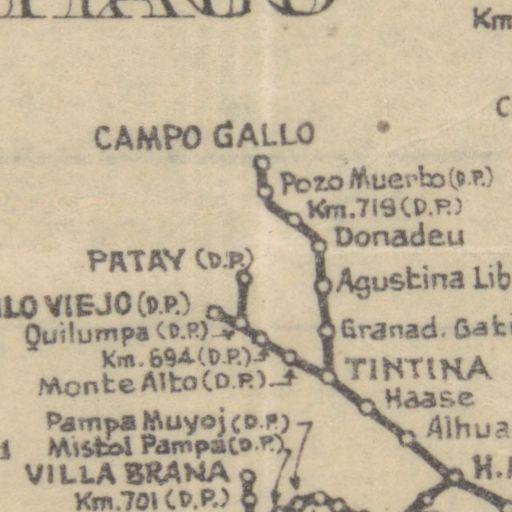 Km
CAMPO GALLO
Pozo Muerto (D.P.)
Km. 719 (D.P.)
Donadeu
PATAY (D.P.)
Agustina Lib
LO VIEJO (D.P.)
Quilumpa (D.P.)
Granad. Gat
Km. 694 (D.P.)
TINTINA
Monte Alto (D.P.)
Haase
Pampa Muyoj (D.P.)
Alhua
Mistol Pampa (D.P.)
VILLA BRANA
H.
Km. 701 (D.P.)